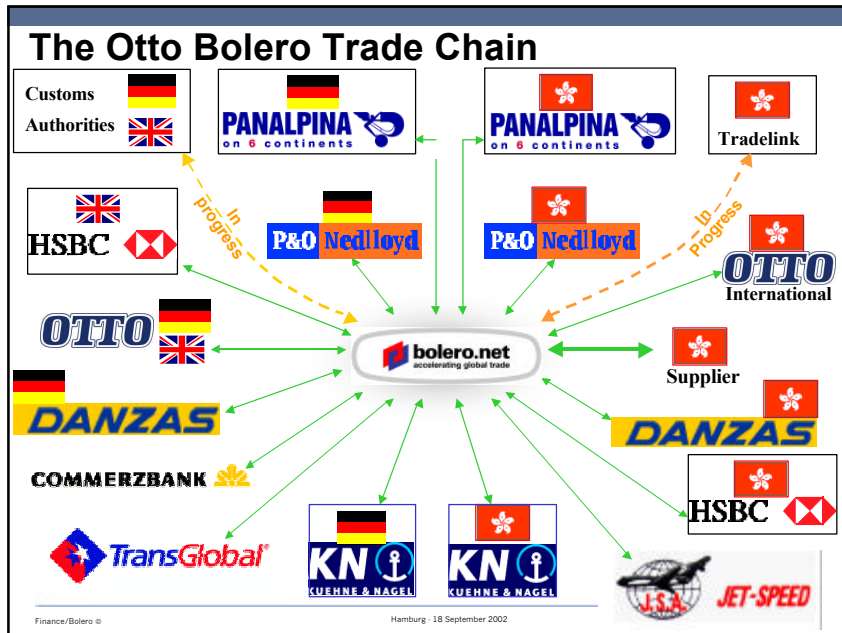 The Otto Bolero Trade Chain
Customs
Authorities
PANALPINA
on 6 continents
PANALPINA
on 6 continents
Tradelink
In
progress
In
Progress
HSBC
P&O Nedlloyd
P&O Nedlloyd
OTTO
International
OTTO
bolero.net
accelerating global trade
Supplier
DANZAS
DANZAS
COMMERZBANK
HSBC
TransGlobal
KN
KUEHNE & NAGEL
KN
KUEHNE & NAGEL
J.S.A.
JET-SPEED
Finance/Bolero ©
Hamburg · 18 September 2002